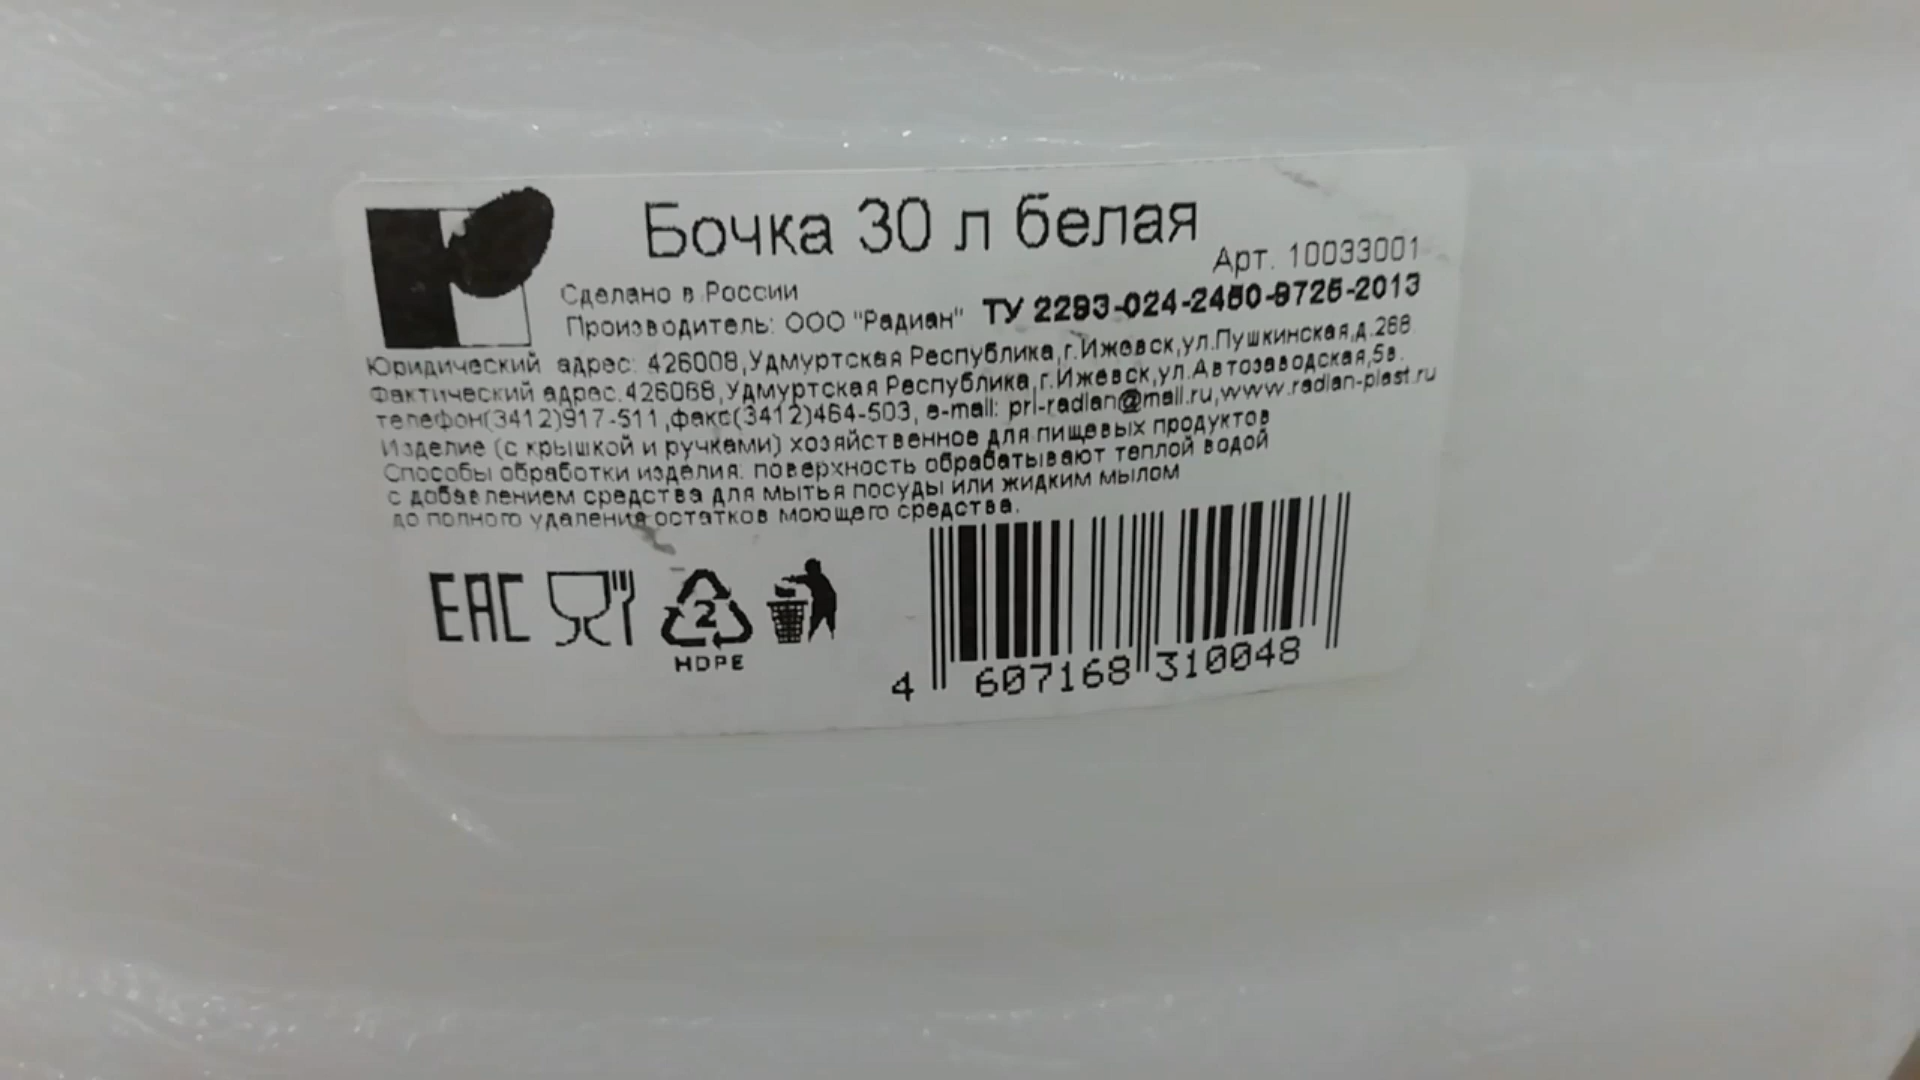 Бочка 30 л белая
Арт. 10033001
Сделано в России
Производитель: ООО "Радиан" ТУ 2293-024-2450-9725-2013
Юридический адрес: 426008,Удмуртская Республика,г.Ижевск,ул.Пушкинская,д.268.
Фактический адрес.426068,Удмуртская Республика,г.Ижевск,ул.Автозаводская,5в.
телефон(3412)917-511,факс(3412)464-503, e-mail: pri-radian@mail.ru,www.radian-plast.ru
Изделие (с крышкой и ручками) хозяйственное для пищевых продуктов
Способы обработки изделия: поверхность обрабатывают теплой водой
с добавлением средства для мытья посуды или жидким мылом
до полного удаления остатков моющего средства.
EAC
2
HDPE
4 607168 310048